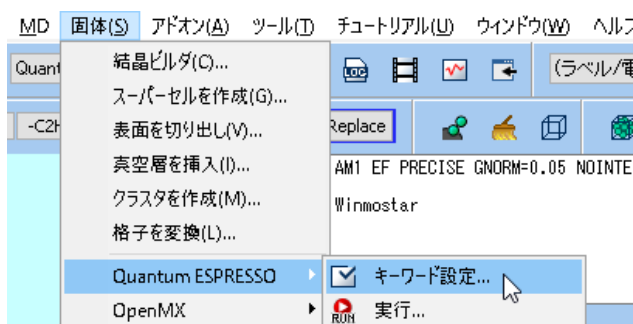 MD 固体(S) アドオン(A) ツール(T) チュートリアル(U) ウィンドウ(W) ヘルプ
Quant
結晶ビルダ(C)...
LOG
(ラベル/電
スーパーセルを作成(G)...
-C2H
表面を切り出し(V)...
Replace
真空層を挿入(I)...
AM1 EF PRECISE GNORM=0.05 NOINTE
クラスタを作成(M)...
Winmostar
格子を変換(L)...
Quantum ESPRESSO
キーワード設定...
OpenMX
RUN 実行...